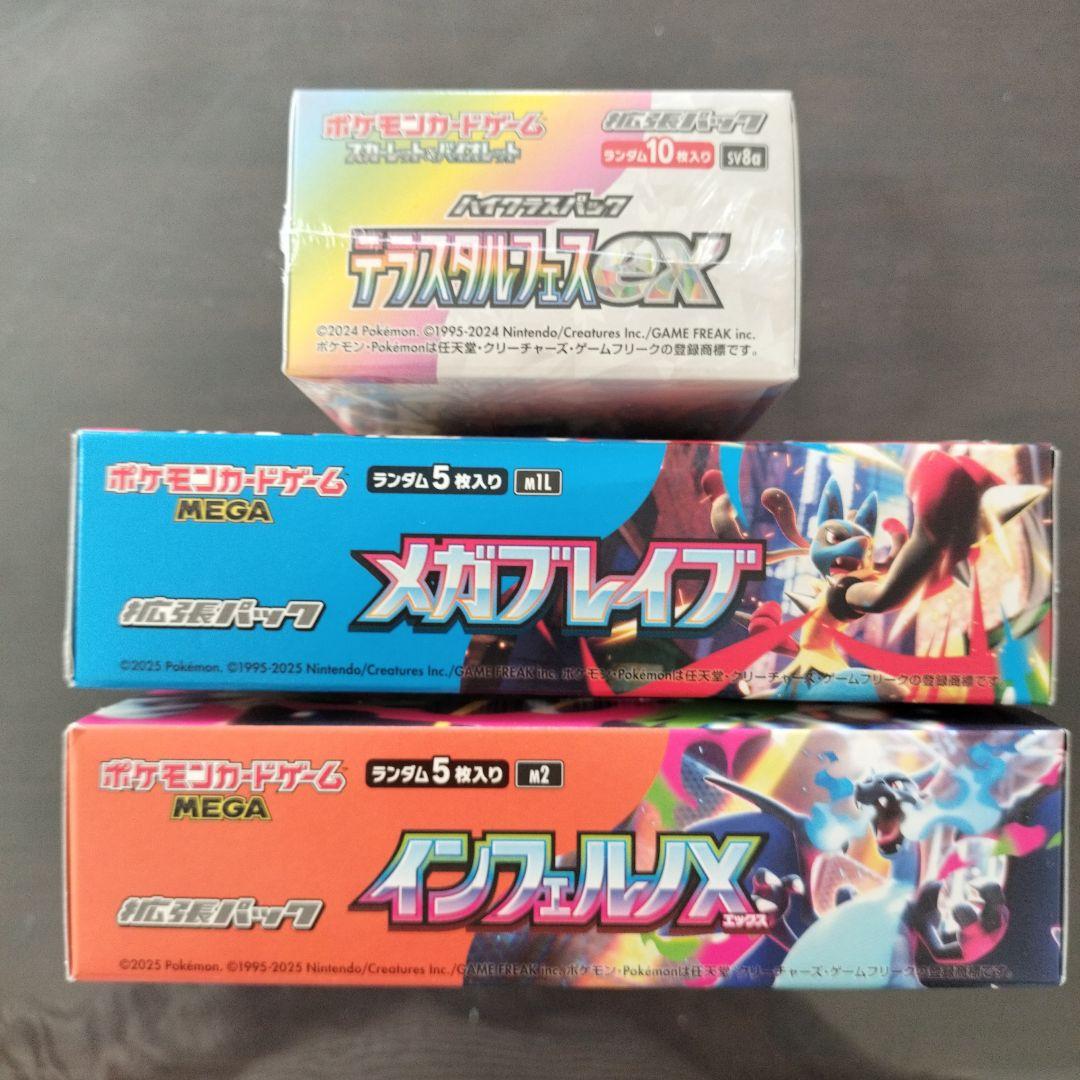 ポケモンカードゲーム
スカーレット&バイオレット
拡張パック
ランダム10枚入り SV8a
ハイクラスパック
テラスタルフェスex
©2024 Pokémon. ©1995-2024 Nintendo/Creatures Inc./GAME FREAK inc.
ポケモン・Pokémonは任天堂・クリーチャーズ・ゲームフリークの登録商標です。
ポケモンカードゲーム
MEGA
ランダム5枚入り M1L
メガブレイブ
拡張パック
©2025 Pokémon. ©1995-2025 Nintendo/Creatures Inc./GAME FREAK inc. ポケモン・Pokémonは任天堂・クリーチャーズ・ゲームフリークの登録商標です。
ポケモンカードゲーム
MEGA
ランダム5枚入り M2
インフェルノX
エックス
拡張パック
©2025 Pokémon. ©1995-2025 Nintendo/Creatures Inc./GAME FREAK inc. ポケモン・Pokémonは任天堂・クリーチャーズ・ゲームフリークの登録商標です。